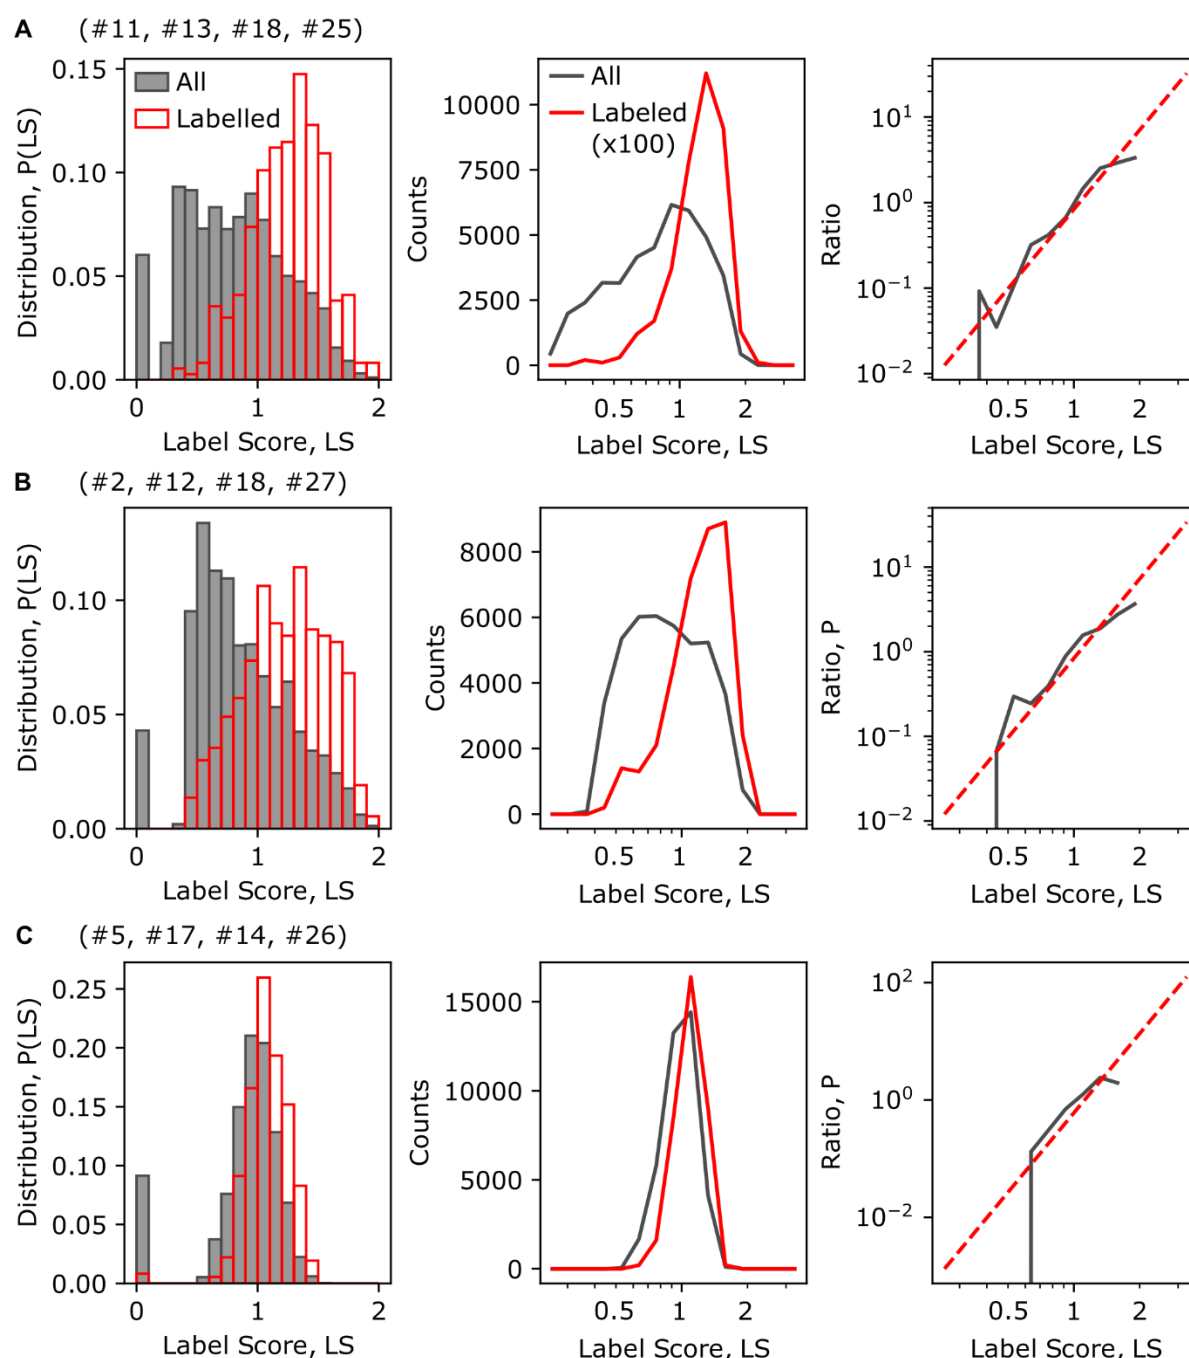 A (#11, #13, #18, #25)
Distribution, P(LS)
0.15
0.10
0.05
0.00
All
Labelled
0 1 2
Label Score, LS
Counts
10000
7500
5000
2500
0
All
Labeled
(x100)
0.5 1 2
Label Score, LS
Ratio
10^1
10^0
10^-1
10^-2
0.5 1 2
Label Score, LS
B (#2, #12, #18, #27)
Distribution, P(LS)
0.10
0.05
0.00
0 1 2
Label Score, LS
Counts
8000
6000
4000
2000
0
0.5 1 2
Label Score, LS
Ratio, P
10^1
10^0
10^-1
10^-2
0.5 1 2
Label Score, LS
C (#5, #17, #14, #26)
Distribution, P(LS)
0.25
0.20
0.15
0.10
0.05
0.00
0 1 2
Label Score, LS
Counts
15000
10000
5000
0
0.5 1 2
Label Score, LS
Ratio, P
10^2
10^0
10^-2
0.5 1 2
Label Score, LS